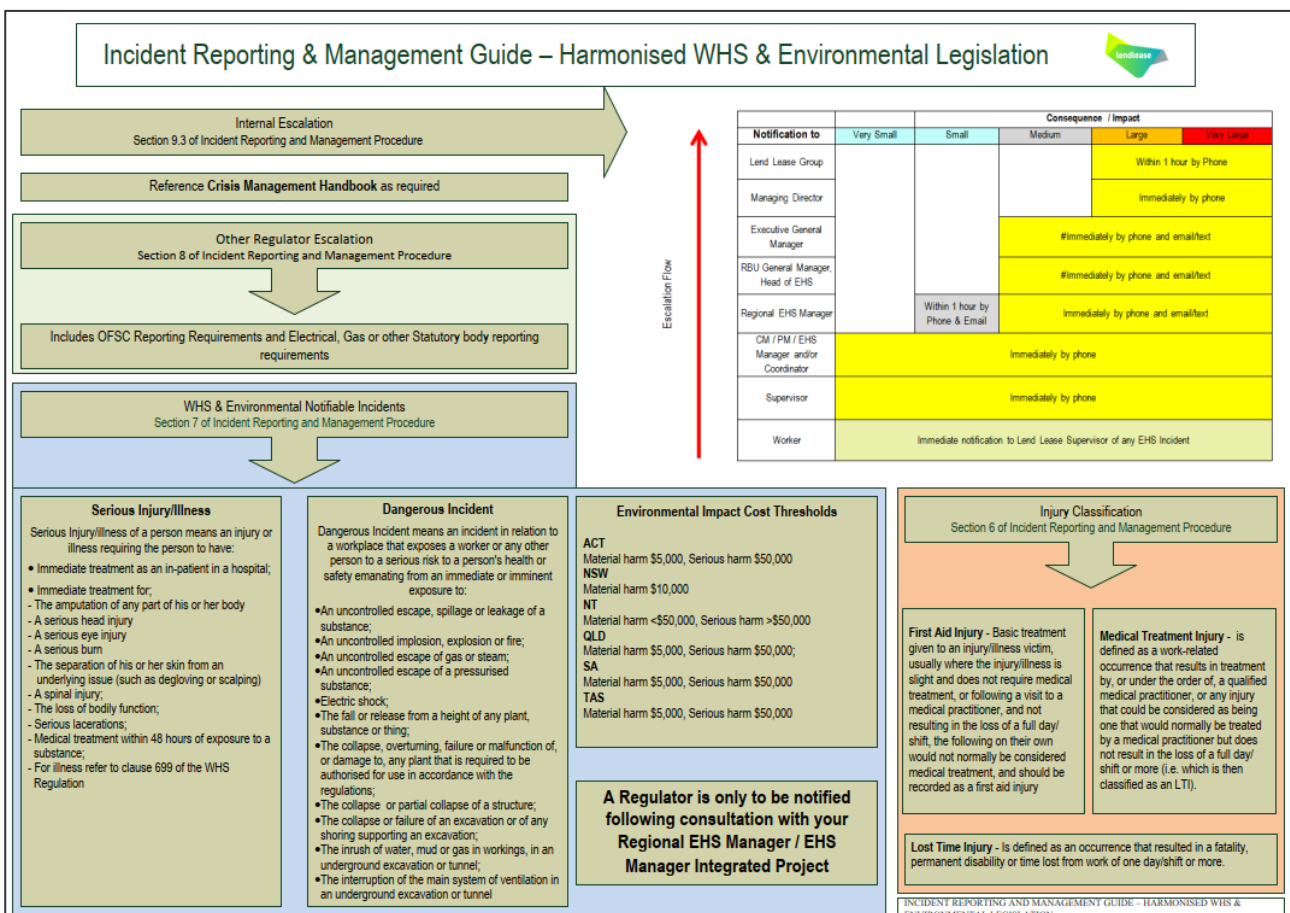 Incident Reporting & Management Guide – Harmonised WHS & Environmental Legislation
lendlease
Internal Escalation
Section 9.3 of Incident Reporting and Management Procedure
Reference Crisis Management Handbook as required
Other Regulator Escalation
Section 8 of Incident Reporting and Management Procedure
Includes OFSC Reporting Requirements and Electrical, Gas or other Statutory body reporting
requirements
WHS & Environmental Notifiable Incidents
Section 7 of Incident Reporting and Management Procedure
Escalation Flow
Consequence / Impact
Notification to Very Small Small Medium Large Very Large
Lend Lease Group Within 1 hour by Phone
Managing Director Immediately by phone
Executive General
Manager
#Immediately by phone and email/text
RBU General Manager,
Head of EHS
#Immediately by phone and email/text
Regional EHS Manager
Within 1 hour by
Phone & Email
Immediately by phone and email/text
CM / PM / EHS
Manager and/or
Coordinator
Immediately by phone
Supervisor Immediately by phone
Worker Immediate notification to Lend Lease Supervisor of any EHS Incident
Serious Injury/Illness
Serious Injury/illness of a person means an injury or
illness requiring the person to have:
• Immediate treatment as an in-patient in a hospital;
• Immediate treatment for;
- The amputation of any part of his or her body
- A serious head injury
- A serious eye injury
- A serious burn
- The separation of his or her skin from an
underlying issue (such as degloving or scalping)
- A spinal injury;
- The loss of bodily function;
- Serious lacerations;
- Medical treatment within 48 hours of exposure to a
substance;
- For illness refer to clause 699 of the WHS
Regulation
Dangerous Incident
Dangerous Incident means an incident in relation to
a workplace that exposes a worker or any other
person to a serious risk to a person's health or
safety emanating from an immediate or imminent
exposure to:
•An uncontrolled escape, spillage or leakage of a
substance;
•An uncontrolled implosion, explosion or fire;
•An uncontrolled escape of gas or steam;
•An uncontrolled escape of a pressurised
substance;
•Electric shock;
•The fall or release from a height of any plant,
substance or thing;
•The collapse, overturning, failure or malfunction of,
or damage to, any plant that is required to be
authorised for use in accordance with the
regulations;
•The collapse or partial collapse of a structure;
•The collapse or failure of an excavation or of any
shoring supporting an excavation;
•The inrush of water, mud or gas in workings, in an
underground excavation or tunnel;
•The interruption of the main system of ventilation in
an underground excavation or tunnel
Environmental Impact Cost Thresholds
ACT
Material harm $5,000, Serious harm $50,000
NSW
Material harm $10,000
NT
Material harm <$50,000, Serious harm >$50,000
QLD
Material harm $5,000, Serious harm $50,000;
SA
Material harm $5,000, Serious harm $50,000
TAS
Material harm $5,000, Serious harm $50,000
A Regulator is only to be notified
following consultation with your
Regional EHS Manager / EHS
Manager Integrated Project
Injury Classification
Section 6 of Incident Reporting and Management Procedure
First Aid Injury - Basic treatment
given to an injury/illness victim,
usually where the injury/illness is
slight and does not require medical
treatment, or following a visit to a
medical practitioner, and not
resulting in the loss of a full day/
shift, the following on their own
would not normally be considered
medical treatment, and should be
recorded as a first aid injury
Medical Treatment Injury - is
defined as a work-related
occurrence that results in treatment
by, or under the order of, a qualified
medical practitioner, or any injury
that could be considered as being
one that would normally be treated
by a medical practitioner but does
not result in the loss of a full day/
shift or more (i.e. which is then
classified as an LTI).
Lost Time Injury - Is defined as an occurrence that resulted in a fatality,
permanent disability or time lost from work of one day/shift or more.
INCIDENT REPORTING AND MANAGEMENT GUIDE – HARMONISED WHS &
ENVIRONMENTAL LEGISLATION